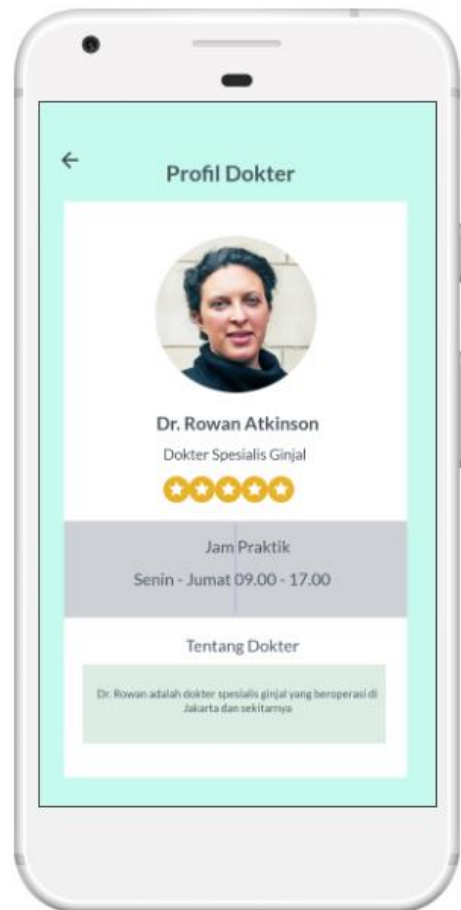 Profil Dokter
Dr. Rowan Atkinson
Dokter Spesialis Ginjal
Jam Praktik
Senin - Jumat 09.00 - 17.00
Tentang Dokter
Dr. Rowan adalah dokter spesialis ginjal yang beroperasi di
Jakarta dan sekitarnya